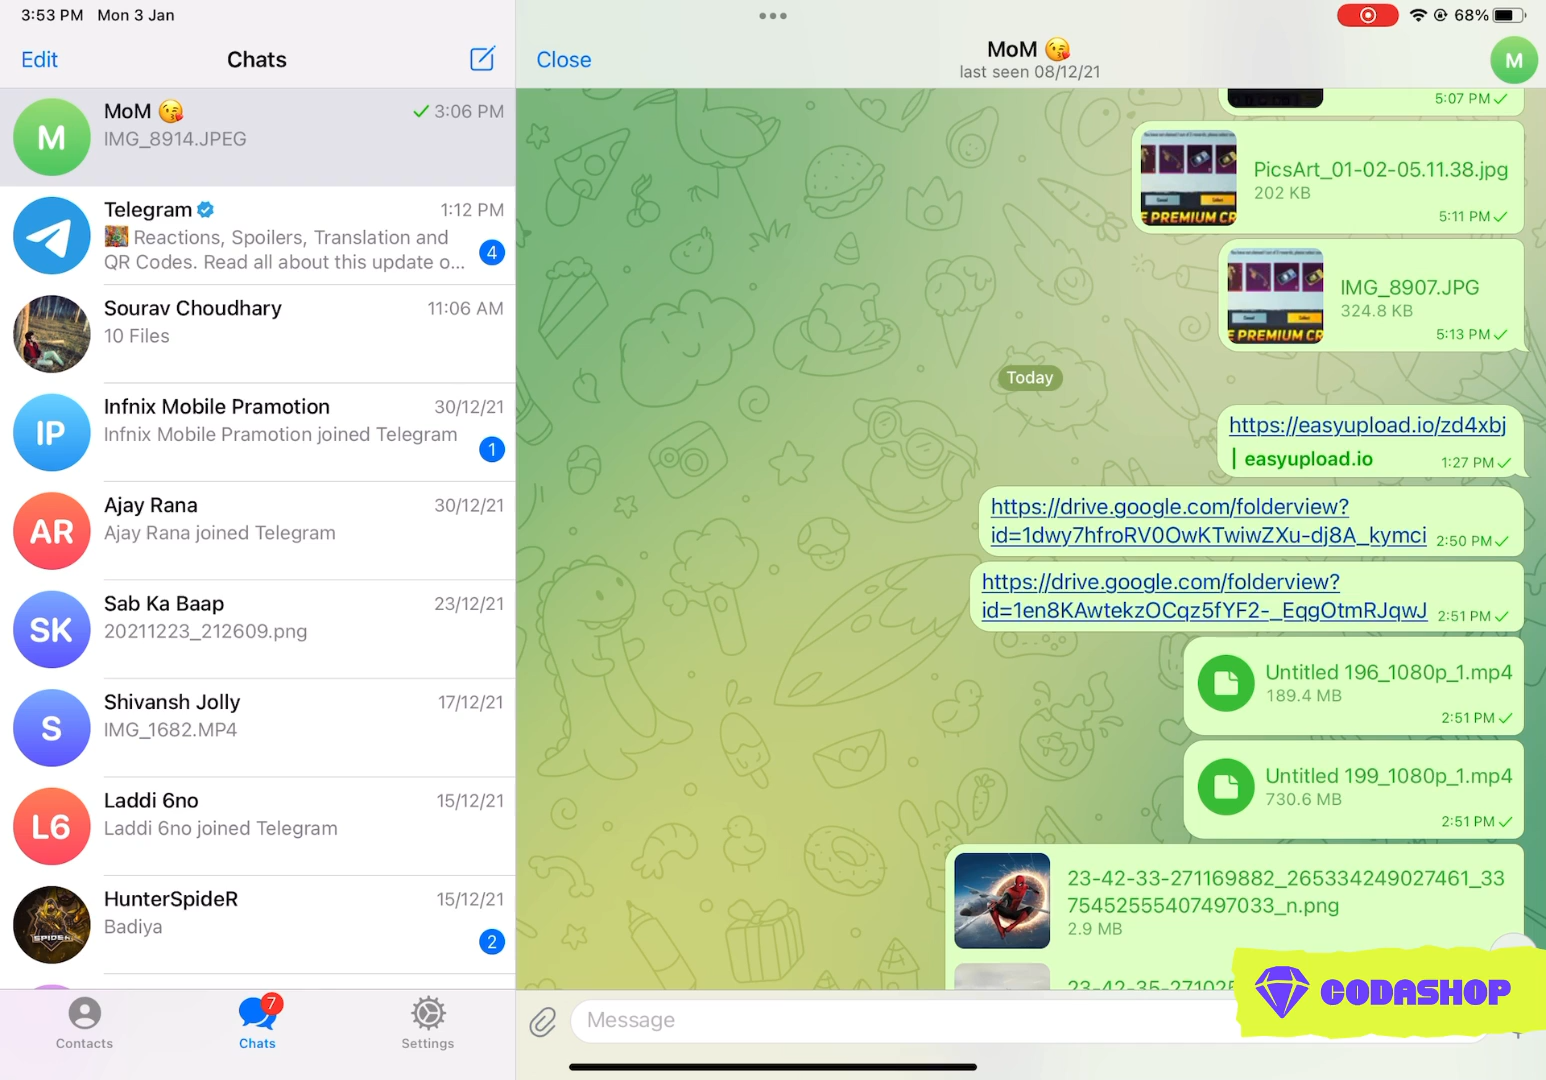 3:53 PM Mon 3 Jan
68%
Edit
Chats
MoM 😘
3:06 PM
IMG_8914.JPEG
Telegram
1:12 PM
Reactions, Spoilers, Translation and
QR Codes. Read all about this update o...
4
Sourav Choudhary
11:06 AM
10 Files
IP
Infnix Mobile Pramotion
30/12/21
Infnix Mobile Pramotion joined Telegram
1
AR
Ajay Rana
30/12/21
Ajay Rana joined Telegram
SK
Sab Ka Baap
23/12/21
20211223_212609.png
S
Shivansh Jolly
17/12/21
IMG_1682.MP4
L6
Laddi 6no
15/12/21
Laddi 6no joined Telegram
HunterSpideR
15/12/21
Badiya
2
Contacts
7
Chats
Settings
Close
MoM 😘
last seen 08/12/21
M
M
5:07 PM
PicsArt_01-02-05.11.38.jpg
202 KB
5:11 PM
E PREMIUM CR
IMG_8907.JPG
324.8 KB
5:13 PM
E PREMIUM CR
Today
https://easyupload.io/zd4xbj
easyupload.io
1:27 PM
https://drive.google.com/folderview?
id=1dwy7hfroRV0OwKTwiwZXu-dj8A_kymci
2:50 PM
https://drive.google.com/folderview?
id=1en8KAwtekzOCqz5fYF2-_EqgOtmRJqwJ
2:51 PM
Untitled 196_1080p_1.mp4
189.4 MB
2:51 PM
Untitled 199_1080p_1.mp4
730.6 MB
2:51 PM
23-42-33-271169882_265334249027461_33
75452555407497033_n.png
2.9 MB
Message
CODASHOP